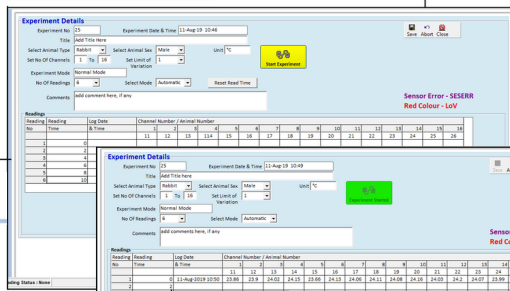 Experiment Details
Experiment No 25 Experiment Date & Time 11-Aug-19 10:46
Save Abort Close
Title Add Title Here
Select Animal Type Rabbit Select Animal Sex Male Unit °C
Set No Of Channels 1 To 16 Set Limit of Variation 1
Start Experiment
Experiment Mode Normal Mode
No Of Readings 6 Select Mode Automatic Reset Read Time
Comments add comment here, if any
Sensor Error - SESERR
Red Colour - LoV
Readings
Reading Reading Log Date Channel Number / Animal Number
No Time & Time 1 2 3 4 5 6 7 8 9 10 11 12 13 14 15 16
11 12 13 114 15 16 17 18 19 20 21 22 23 24 25 26
1 0
2 2
3 4
4 6
5 8
6 10
ading Status : None
Experiment Details
Experiment No 25 Experiment Date & Time 11-Aug-19 10:49
Save A
Title Add Title here
Select Animal Type Rabbit Select Animal Sex Male Unit °C
Set No Of Channels 1 To 16 Set Limit of Variation 1
Experiment Started
Experiment Mode Normal Mode
No Of Readings 6 Select Mode Automatic
Comments add comments here, if any
Senso
Red Co
Readings
Reading Reading Log Date Channel Number / Animal Number
No Time & Time 1 2 3 4 5 6 7 8 9 10 11 12 13 14
11 12 13 14 15 16 17 18 19 20 21 22 23 24
1 0 11-Aug-2019 10:50 23.86 23.9 24.02 24.15 23.66 24.13 24.06 24.11 24.08 24.16 24.03 24.2 24.07 23.99
2 2